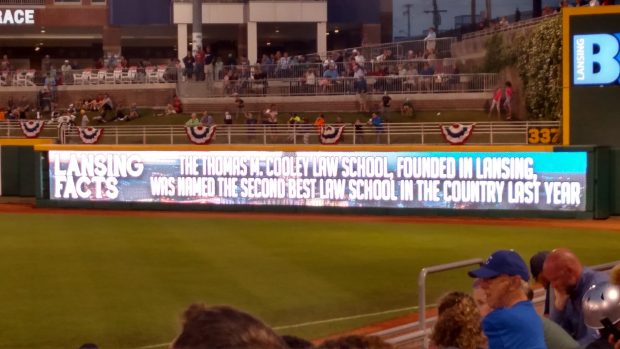 RACE
LANSING
B
337
LANSING FACTS
THE THOMAS M. COOLEY LAW SCHOOL, FOUNDED IN LANSING,
WAS NAMED THE SECOND BEST LAW SCHOOL IN THE COUNTRY LAST YEAR